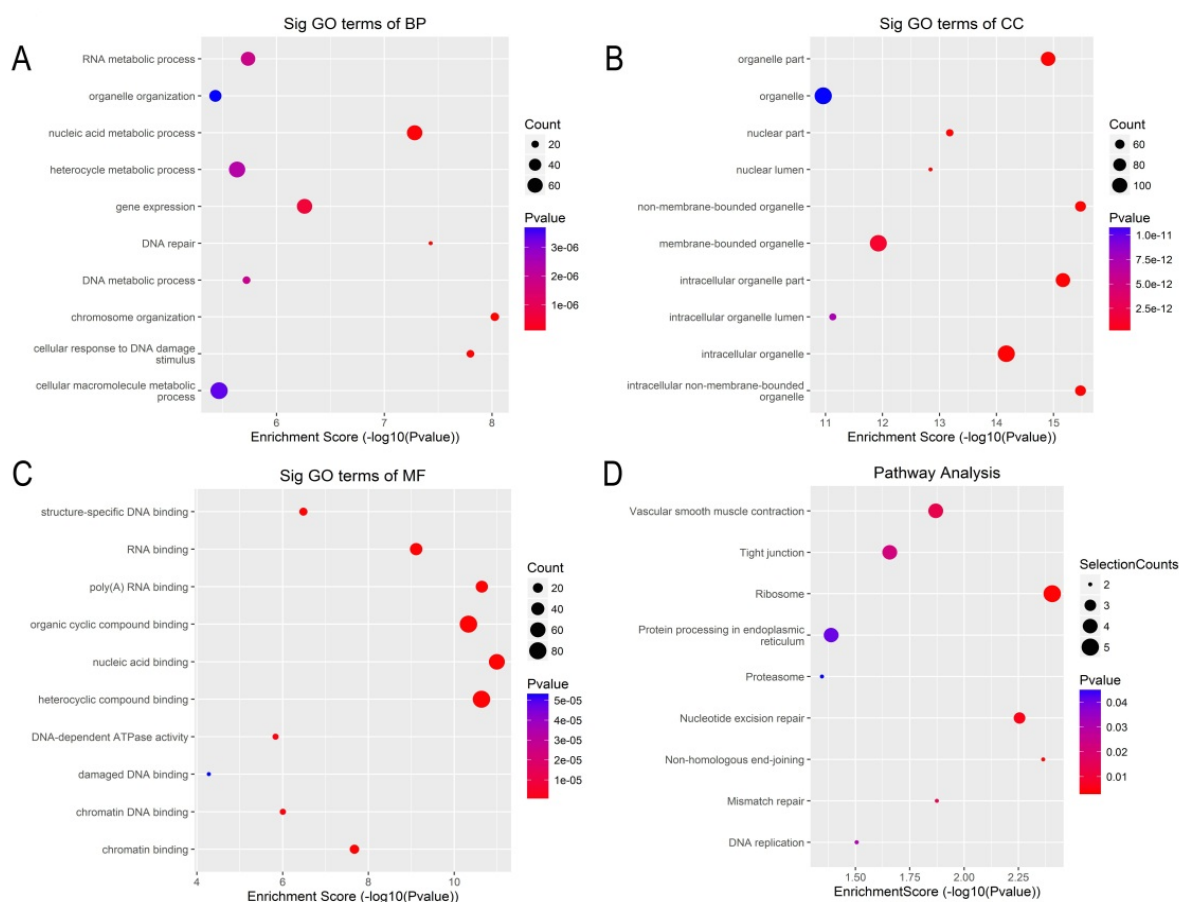 A
Sig GO terms of BP
RNA metabolic process
organelle organization
nucleic acid metabolic process
heterocycle metabolic process
gene expression
DNA repair
DNA metabolic process
chromosome organization
cellular response to DNA damage
stimulus
cellular macromolecule metabolic
process
6 7 8
Enrichment Score (-log10(Pvalue))
Count
20
40
60
Pvalue
3e-06
2e-06
1e-06
B
Sig GO terms of CC
organelle part
organelle
nuclear part
nuclear lumen
non-membrane-bounded organelle
membrane-bounded organelle
intracellular organelle part
intracellular organelle lumen
intracellular organelle
intracellular non-membrane-bounded
organelle
11 12 13 14 15
Enrichment Score (-log10(Pvalue))
Count
60
80
100
Pvalue
1.0e-11
7.5e-12
5.0e-12
2.5e-12
C
Sig GO terms of MF
structure-specific DNA binding
RNA binding
poly(A) RNA binding
organic cyclic compound binding
nucleic acid binding
heterocyclic compound binding
DNA-dependent ATPase activity
damaged DNA binding
chromatin DNA binding
chromatin binding
4 6 8 10
Enrichment Score (-log10(Pvalue))
Count
20
40
60
80
Pvalue
5e-05
4e-05
3e-05
2e-05
1e-05
D
Pathway Analysis
Vascular smooth muscle contraction
Tight junction
Ribosome
Protein processing in endoplasmic
reticulum
Proteasome
Nucleotide excision repair
Non-homologous end-joining
Mismatch repair
DNA replication
1.50 1.75 2.00 2.25
EnrichmentScore (-log10(Pvalue))
SelectionCounts
2
3
4
5
Pvalue
0.04
0.03
0.02
0.01